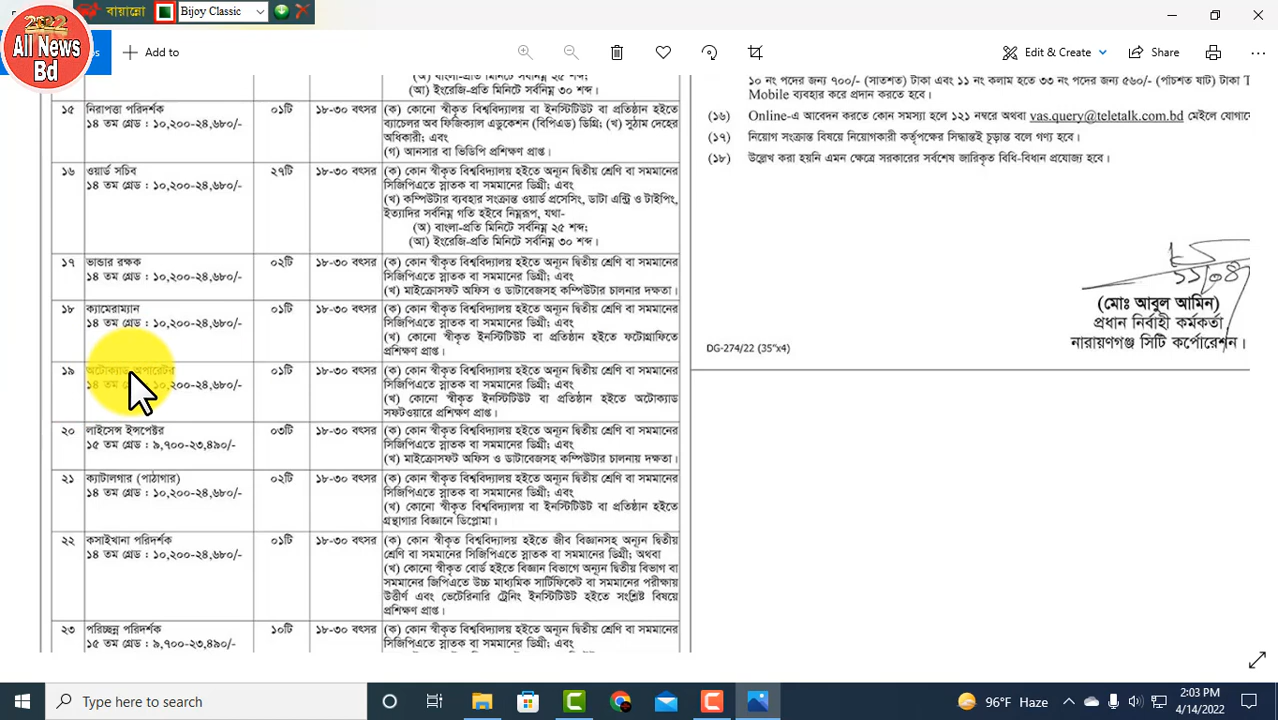 2022
All News
Bd
বায়ান্নো
Bijoy Classic
Add to
Edit & Create
Share
(অ) বাংলা-প্রতি মিনিটে সর্বনিম্ন ২৫ শব্দ;
(আ) ইংরেজি-প্রতি মিনিটে সর্বনিম্ন ৩০ শব্দ।
১৫ নিরাপত্তা পরিদর্শক ০১টি ১৮-৩০ বৎসর (ক) কোনো স্বীকৃত বিশ্ববিদ্যালয় বা ইনস্টিটিউট বা প্রতিষ্ঠান হইতে
১৪ তম গ্রেড : ১০,২০০-২৪,৬৮০/- ব্যাচেলর অব ফিজিক্যাল এডুকেশন (বিপিএড) ডিগ্রি; (খ) সুঠাম দেহের
অধিকারী; এবং
(গ) আনসার বা ভিডিপি প্রশিক্ষণ প্রাপ্ত।
১৬ ওয়ার্ড সচিব ২৭টি ১৮-৩০ বৎসর (ক) কোন স্বীকৃত বিশ্ববিদ্যালয় হইতে অন্যূন দ্বিতীয় শ্রেণি বা সমমানের
১৪ তম গ্রেড : ১০,২০০-২৪,৬৮০/- সিজিপিএতে স্নাতক বা সমমানের ডিগ্রী; এবং
(খ) কম্পিউটার ব্যবহার সংক্রান্ত ওয়ার্ড প্রসেসিং, ডাটা এন্ট্রি ও টাইপিং,
ইত্যাদির সর্বনিম্ন গতি হইবে নিম্নরূপ, যথা-
(অ) বাংলা-প্রতি মিনিটে সর্বনিম্ন ২৫ শব্দ;
(আ) ইংরেজি-প্রতি মিনিটে সর্বনিম্ন ৩০ শব্দ।
১৭ ভান্ডার রক্ষক ০২টি ১৮-৩০ বৎসর (ক) কোন স্বীকৃত বিশ্ববিদ্যালয় হইতে অন্যূন দ্বিতীয় শ্রেণি বা সমমানের
১৪ তম গ্রেড : ১০,২০০-২৪,৬৮০/- সিজিপিএতে স্নাতক বা সমমানের ডিগ্রী; এবং
(খ) মাইক্রোসফট অফিস ও ডাটাবেজসহ কম্পিউটার চালনার দক্ষতা।
১৮ ক্যামেরাম্যান ০১টি ১৮-৩০ বৎসর (ক) কোন স্বীকৃত বিশ্ববিদ্যালয় হইতে অন্যূন দ্বিতীয় শ্রেণি বা সমমানের
১৪ তম গ্রেড : ১০,২০০-২৪,৬৮০/- সিজিপিএতে স্নাতক বা সমমানের ডিগ্রী; এবং
(খ) কোনো স্বীকৃত ইনস্টিটিউট বা প্রতিষ্ঠান হইতে ফটোগ্রাফিতে
প্রশিক্ষণ প্রাপ্ত।
১৯ অটোক্যাড অপারেটর ০১টি ১৮-৩০ বৎসর (ক) কোন স্বীকৃত বিশ্ববিদ্যালয় হইতে অন্যূন দ্বিতীয় শ্রেণি বা সমমানের
১৪ তম ১০,২০০-২৪,৬৮০/- সিজিপিএতে স্নাতক বা সমমানের ডিগ্রী; এবং
(খ) কোনো স্বীকৃত ইনস্টিটিউট বা প্রতিষ্ঠান হইতে অটোক্যাড
সফটওয়ারে প্রশিক্ষণ প্রাপ্ত।
২০ লাইসেন্স ইন্সপেক্টর ০৩টি ১৮-৩০ বৎসর (ক) কোন স্বীকৃত বিশ্ববিদ্যালয় হইতে অন্যূন দ্বিতীয় শ্রেণি বা সমমানের
১৫ তম গ্রেড : ৯,৭০০-২৩,৪৯০/- সিজিপিএতে স্নাতক বা সমমানের ডিগ্রী; এবং
(খ) মাইক্রোসফট অফিস ও ডাটাবেজসহ কম্পিউটার চালনায় দক্ষতা।
২১ ক্যাটালগার (পাঠাগার) ০২টি ১৮-৩০ বৎসর (ক) কোন স্বীকৃত বিশ্ববিদ্যালয় হইতে অন্যূন দ্বিতীয় শ্রেণি বা সমমানের
১৪ তম গ্রেড : ১০,২০০-২৪,৬৮০/- সিজিপিএতে স্নাতক বা সমমানের ডিগ্রী; এবং
(খ) কোনো স্বীকৃত বিশ্ববিদ্যালয় বা ইনস্টিটিউট বা প্রতিষ্ঠান হইতে
গ্রন্থাগার বিজ্ঞানে ডিপ্লোমা।
২২ কসাইখানা পরিদর্শক ০১টি ১৮-৩০ বৎসর (ক) কোন স্বীকৃত বিশ্ববিদ্যালয় হইতে জীব বিজ্ঞানসহ অন্যূন দ্বিতীয়
১৪ তম গ্রেড : ১০,২০০-২৪,৬৮০/- শ্রেণি বা সমমানের সিজিপিএতে স্নাতক বা সমমানের ডিগ্রী; অথবা
(খ) কোনো স্বীকৃত বোর্ড হইতে বিজ্ঞান বিভাগে অন্যূন দ্বিতীয় বিভাগ বা
সমমানের জিপিএতে উচ্চ মাধ্যমিক সার্টিফিকেট বা সমমানের পরীক্ষায়
উত্তীর্ণ এবং ভেটেরিনারি ট্রেনিং ইনস্টিটিউট হইতে সংশ্লিষ্ট বিষয়ে
প্রশিক্ষণ প্রাপ্ত।
২৩ পরিচ্ছন্ন পরিদর্শক ১০টি ১৮-৩০ বৎসর (ক) কোন স্বীকৃত বিশ্ববিদ্যালয় হইতে অন্যূন দ্বিতীয় শ্রেণি বা সমমানের
১৫ তম গ্রেড : ৯,৭০০-২৩,৪৯০/- সিজিপিএতে স্নাতক বা সমমানের ডিগ্রী; এবং
১০ নং পদের জন্য ৭০০/- (সাতশত) টাকা এবং ১১ নং কলাম হতে ৩৩ নং পদের জন্য ৫৬০/- (পাচশত ষাট) টাকা T
Mobile ব্যবহার করে প্রদান করতে হবে।
(১৬) Online-এ আবেদন করতে কোন সমস্যা হলে ১২১ নম্বরে অথবা vas.query@teletalk.com.bd মেইলে যোগাযে
(১৭) নিয়োগ সংক্রান্ত বিষয়ে নিয়োগকারী কর্তৃপক্ষের সিদ্ধান্তই চূড়ান্ত বলে গণ্য হবে।
(১৮) উল্লেখ করা হয়নি এমন ক্ষেত্রে সরকারের সর্বশেষ জারিকৃত বিধি-বিধান প্রযোজ্য হবে।
(মোঃ আবুল আমিন)
প্রধান নির্বাহী কর্মকর্তা
নারায়ণগঞ্জ সিটি কর্পোরেশন।
DG-274/22 (35"x4)
Type here to search
96°F Haze
2:03 PM
4/14/2022